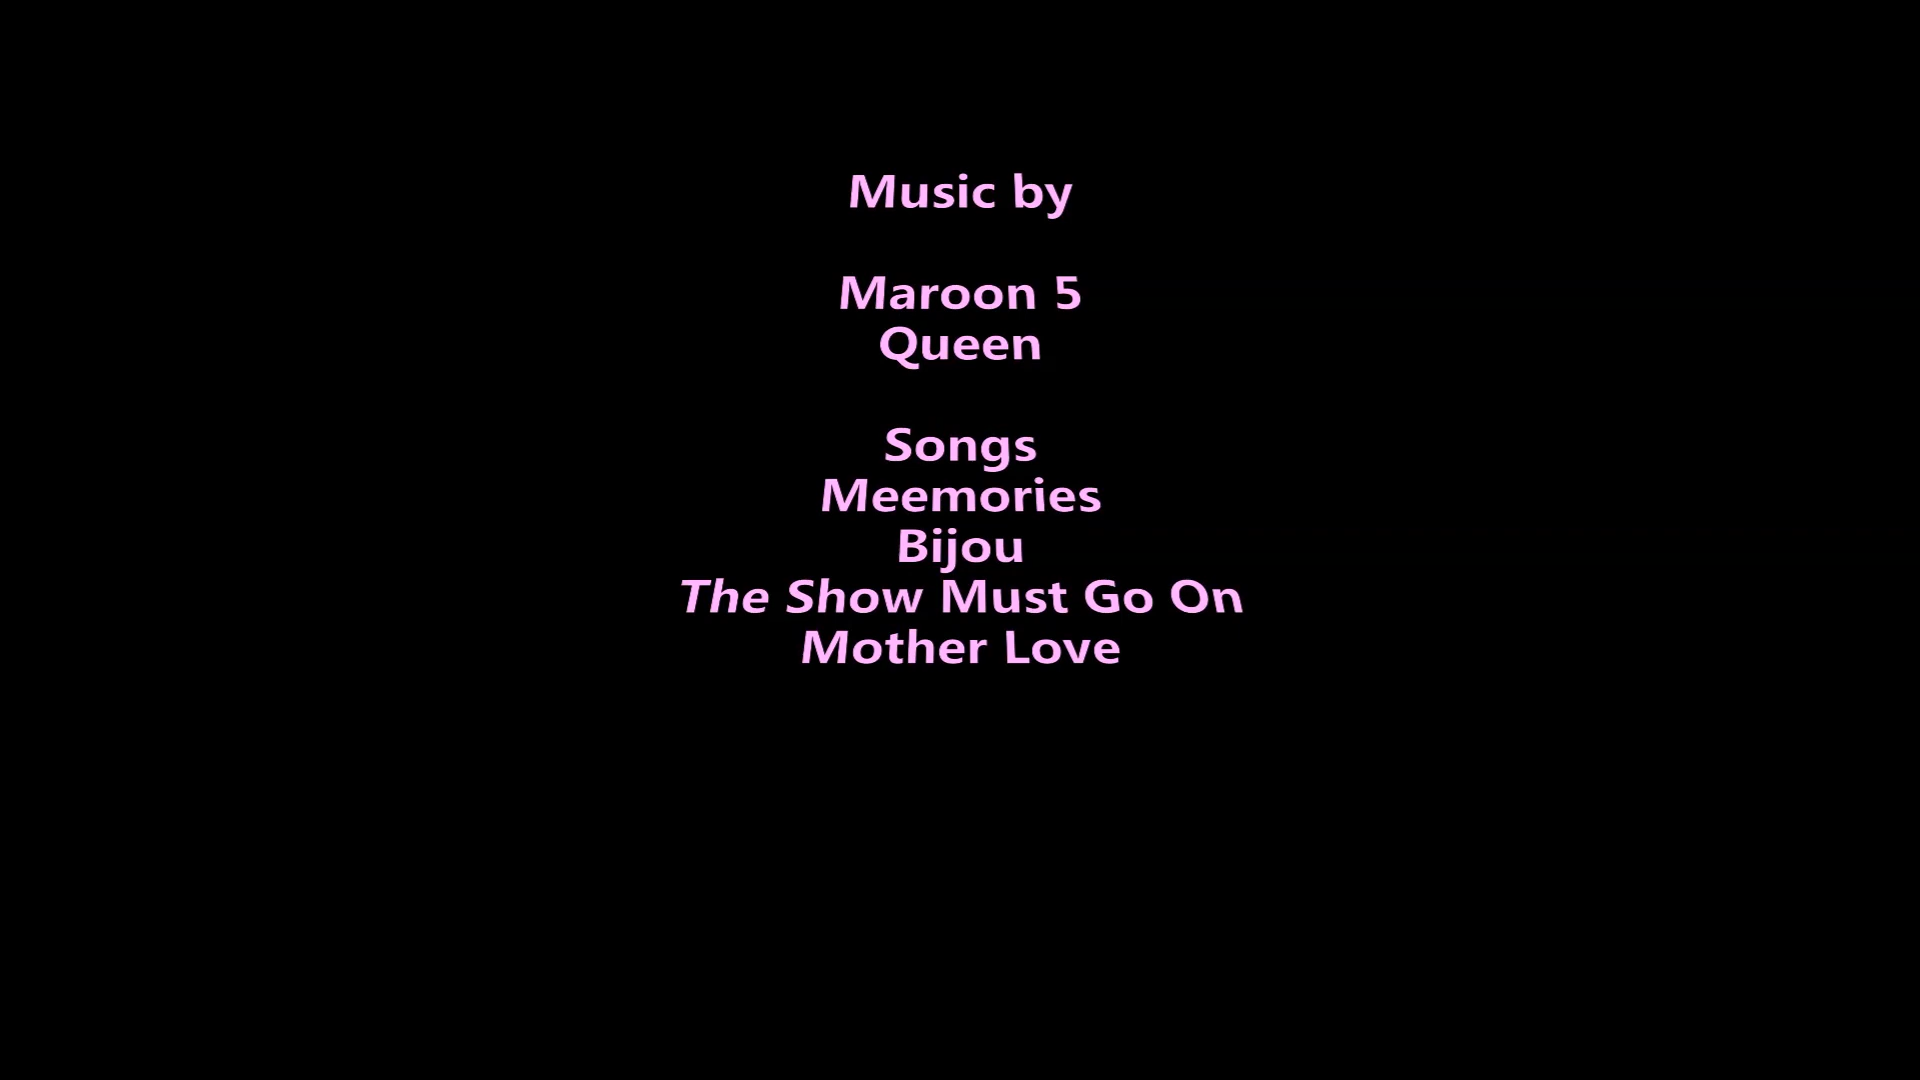 Music by
Maroon 5
Queen
Songs
Meemories
Bijou
The Show Must Go On
Mother Love